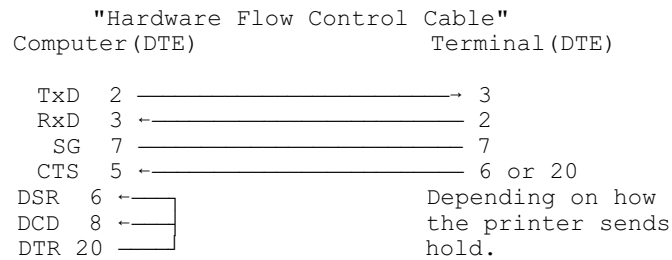 "Hardware Flow Control Cable"
Computer(DTE) Terminal(DTE)
TxD 2 → 3
RxD 3 ← 2
SG 7 7
CTS 5 ← 6 or 20
DSR 6 ← Depending on how
DCD 8 ← the printer sends
DTR 20 hold.